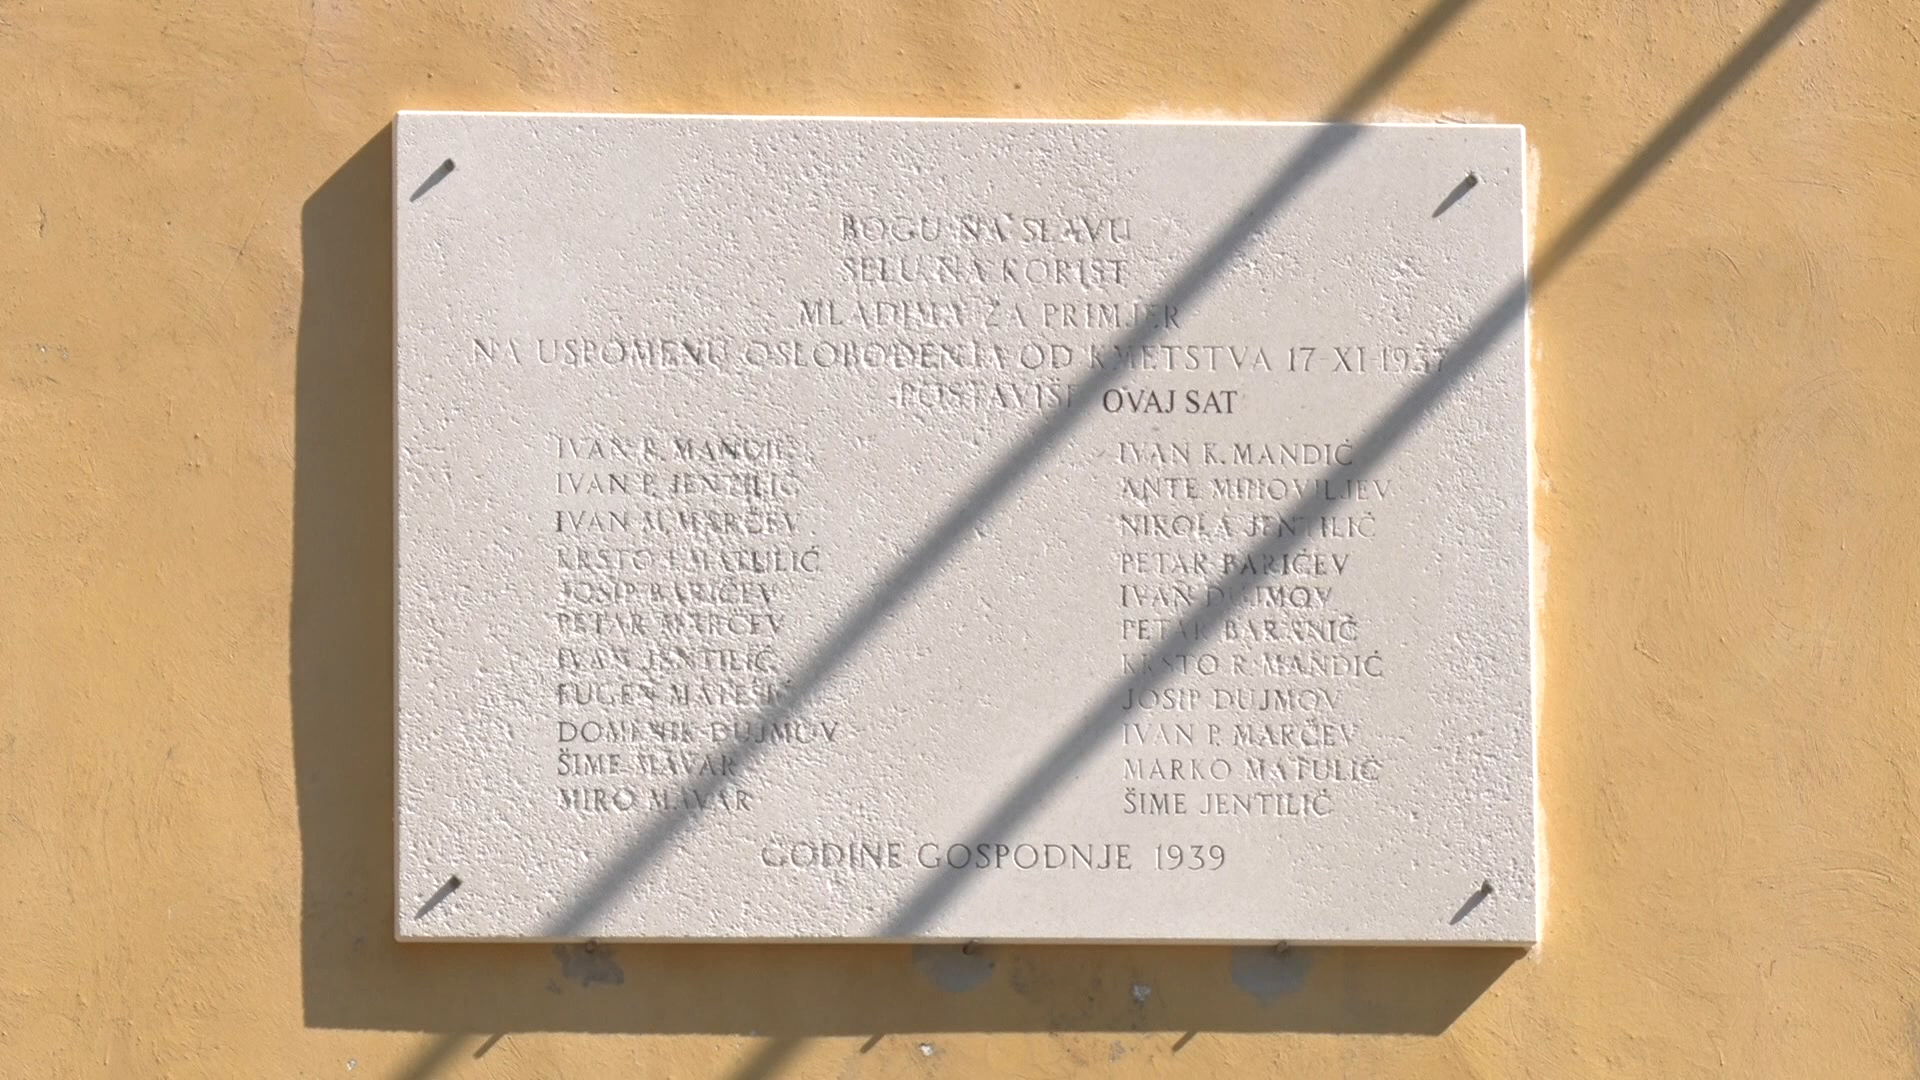 BOGU NA SLAVU
SELU NA KORIST
MLADIMA ZA PRIMJER
NA USPOMENU OSLOBOĐENJA OD KMETSTVA 17-XI-1937
POSTAVIŠE OVAJ SAT
IVAN R. MANDIĆ
IVAN P. JENTILIĆ
IVAN M. MARČEV
KRSTO I. MATULIĆ
JOSIP BARIČEV
PETAR MARČEV
IVAN JENTILIĆ
EUGEN MATEŠIĆ
DOMENIK DUJMOV
ŠIME MAVAR
MIRO MAVAR
IVAN K. MANDIĆ
ANTE MIHOVILJEV
NIKOLA JENTILIĆ
PETAR BARIČEV
IVAN DUJMOV
PETAR BARANIĆ
KRSTO R. MANDIĆ
JOSIP DUJMOV
IVAN P. MARČEV
MARKO MATULIĆ
ŠIME JENTILIĆ
GODINE GOSPODNJE 1939